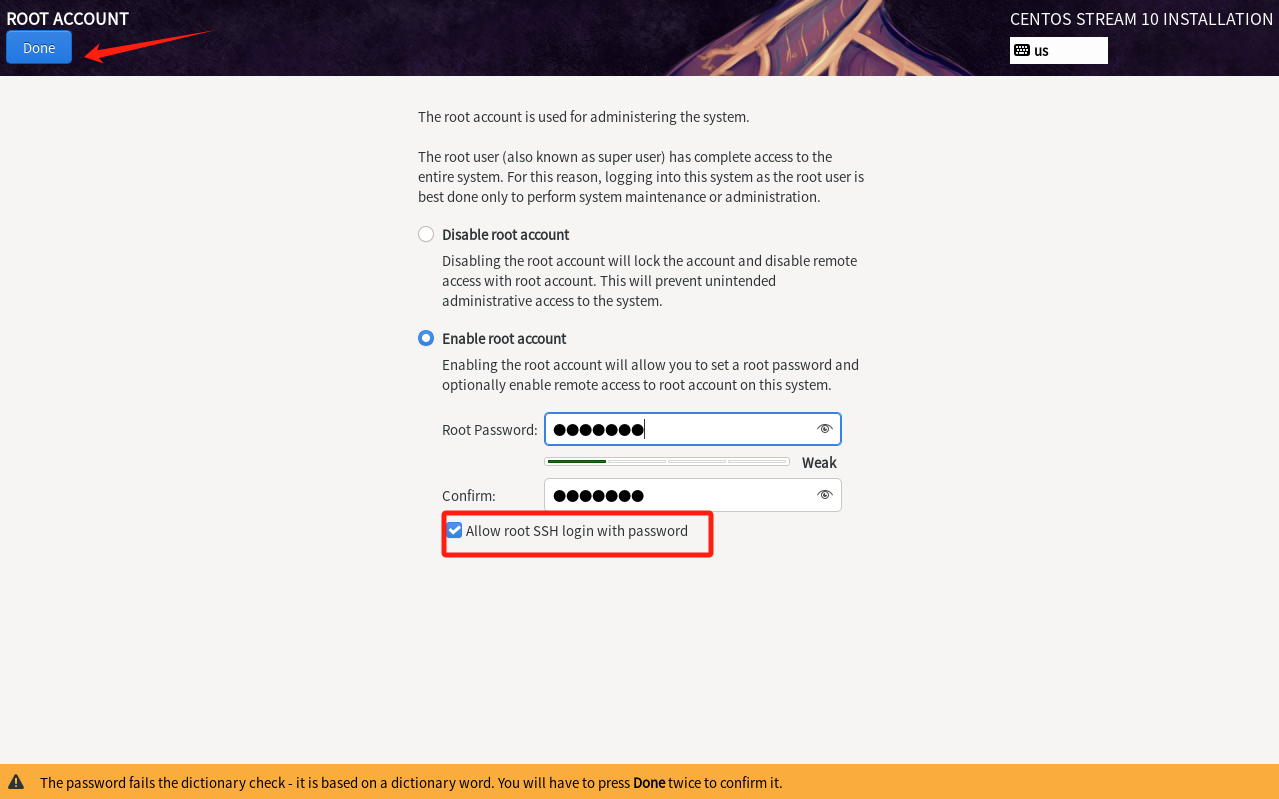 ROOT ACCOUNT
CENTOS STREAM 10 INSTALLATION
Done
us
The root account is used for administering the system.
The root user (also known as super user) has complete access to the
entire system. For this reason, logging into this system as the root user is
best done only to perform system maintenance or administration.
Disable root account
Disabling the root account will lock the account and disable remote
access with root account. This will prevent unintended
administrative access to the system.
Enable root account
Enabling the root account will allow you to set a root password and
optionally enable remote access to root account on this system.
Root Password: ●●●●●●●
Weak
Confirm: ●●●●●●●
Allow root SSH login with password
The password fails the dictionary check - it is based on a dictionary word. You will have to press Done twice to confirm it.